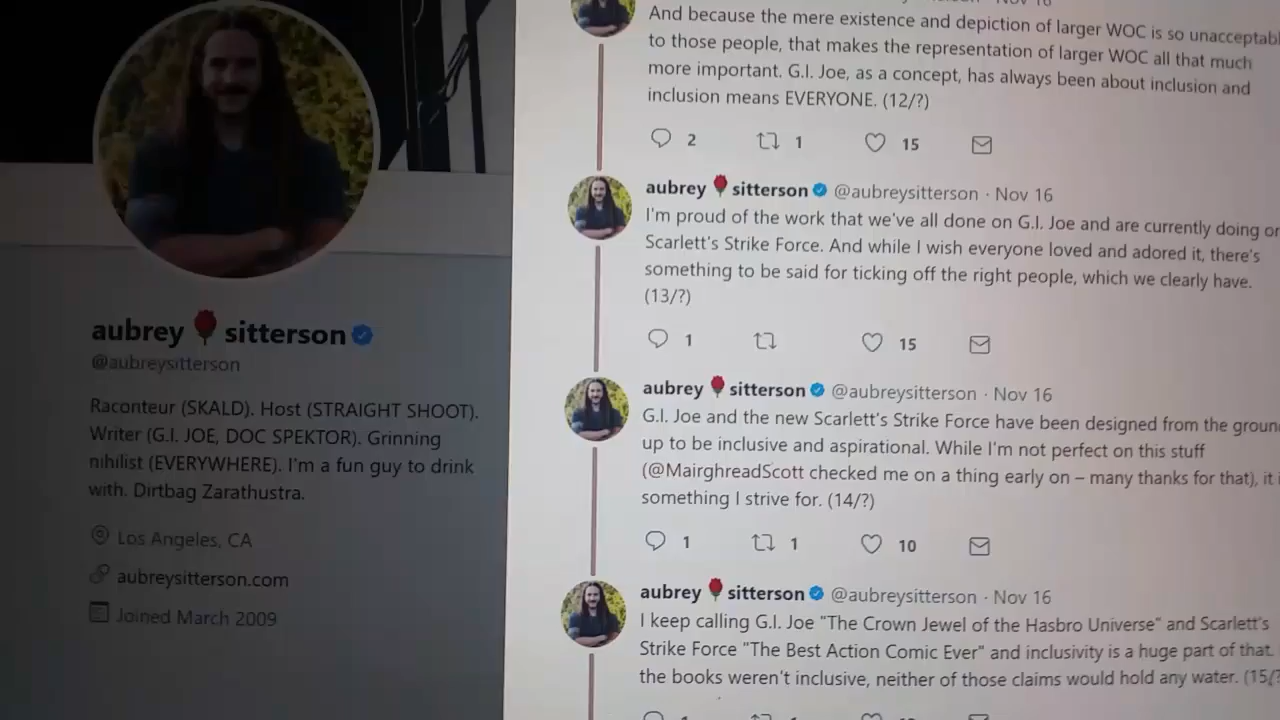 aubrey sitterson
@aubreysitterson
Raconteur (SKALD). Host (STRAIGHT SHOOT).
Writer (G.I. JOE, DOC SPEKTOR). Grinning
nihilist (EVERYWHERE). I'm a fun guy to drink
with. Dirtbag Zarathustra.
Los Angeles, CA
aubreysitterson.com
Joined March 2009
And because the mere existence and depiction of larger WOC is so unacceptabl
to those people, that makes the representation of larger WOC all that much
more important. G.I. Joe, as a concept, has always been about inclusion and
inclusion means EVERYONE. (12/?)
2 1 15
aubrey sitterson @aubreysitterson · Nov 16
I'm proud of the work that we've all done on G.I. Joe and are currently doing or
Scarlett's Strike Force. And while I wish everyone loved and adored it, there's
something to be said for ticking off the right people, which we clearly have.
(13/?)
1 15
aubrey sitterson @aubreysitterson · Nov 16
G.I. Joe and the new Scarlett's Strike Force have been designed from the groun
up to be inclusive and aspirational. While I'm not perfect on this stuff
(@MairghreadScott checked me on a thing early on – many thanks for that), it i
something I strive for. (14/?)
1 1 10
aubrey sitterson @aubreysitterson · Nov 16
I keep calling G.I. Joe "The Crown Jewel of the Hasbro Universe" and Scarlett's
Strike Force "The Best Action Comic Ever" and inclusivity is a huge part of that.
the books weren't inclusive, neither of those claims would hold any water. (15/?